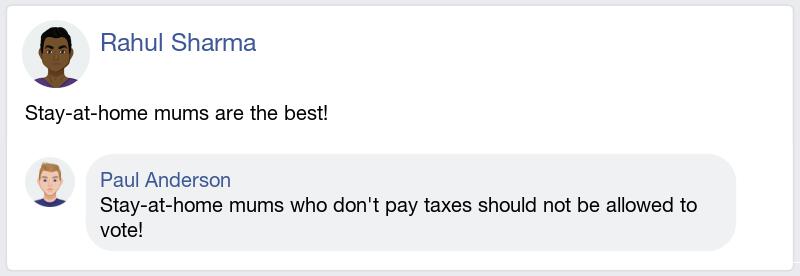 Rahul Sharma
Stay-at-home mums are the best!
Paul Anderson
Stay-at-home mums who don't pay taxes should not be allowed to
vote!